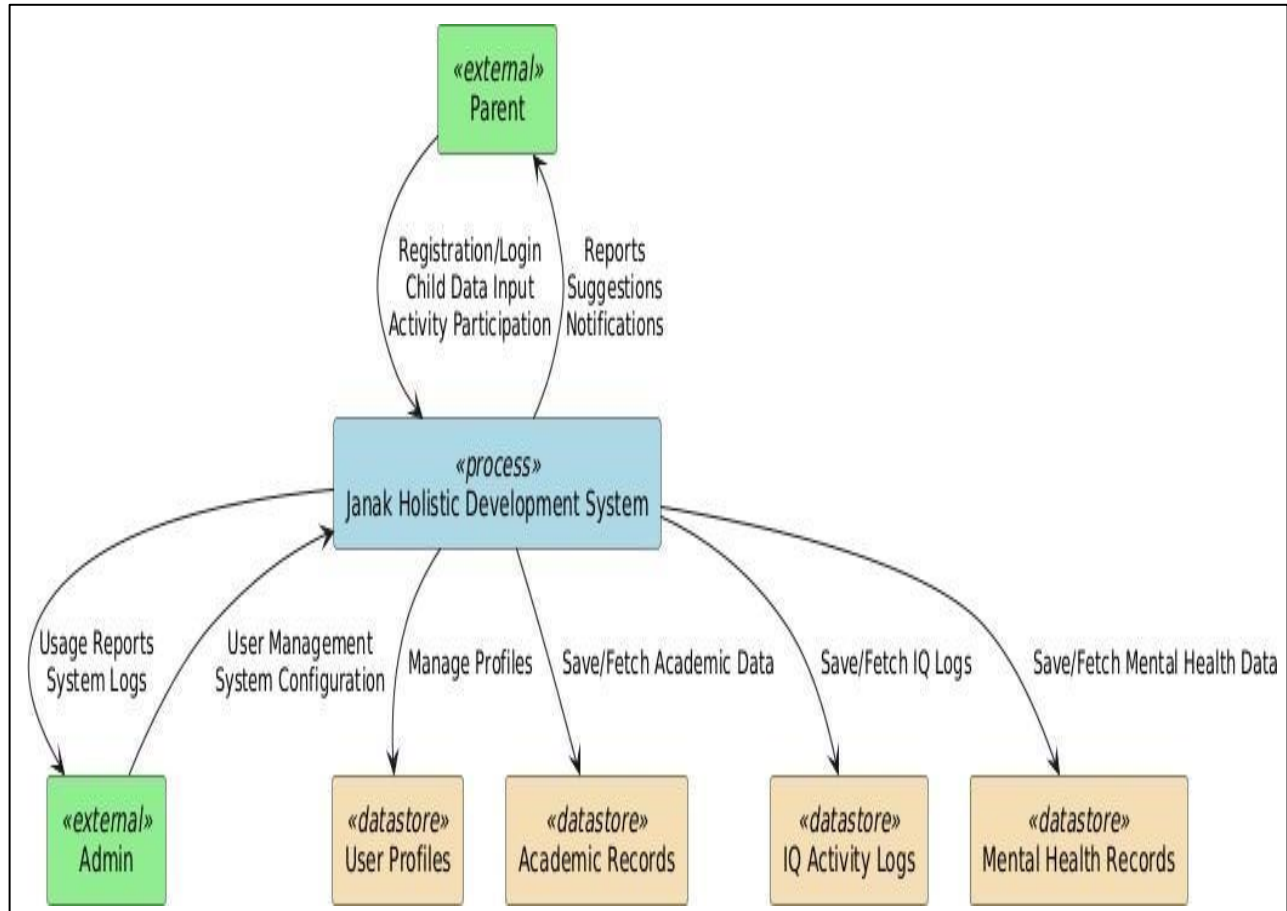 «external»
Parent
Registration/Login
Child Data Input
Activity Participation
Reports
Suggestions
Notifications
«process»
Janak Holistic Development System
Usage Reports
System Logs
User Management
System Configuration
Manage Profiles
Save/Fetch Academic Data
Save/Fetch IQ Logs
Save/Fetch Mental Health Data
«external»
Admin
«datastore»
User Profiles
«datastore»
Academic Records
«datastore»
IQ Activity Logs
«datastore»
Mental Health Records